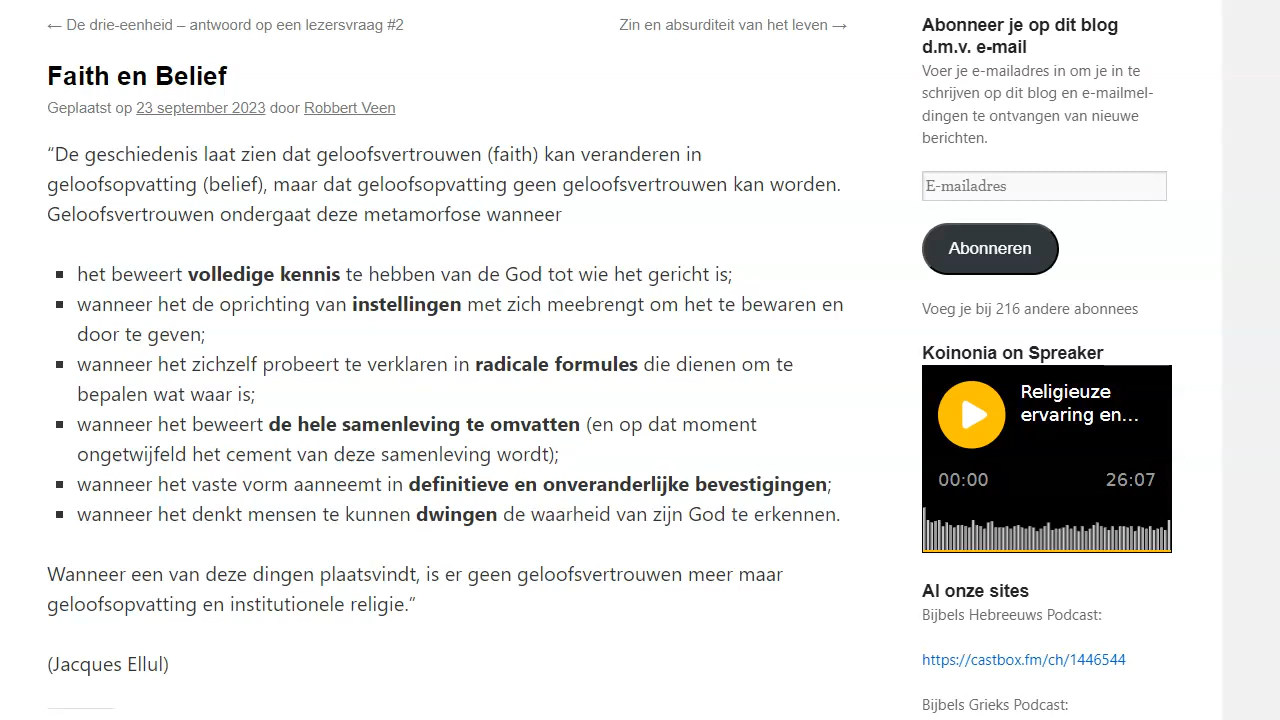 ← De drie-eenheid – antwoord op een lezersvraag #2
Zin en absurditeit van het leven →
Faith en Belief
Geplaatst op 23 september 2023 door Robbert Veen
“De geschiedenis laat zien dat geloofsvertrouwen (faith) kan veranderen in
geloofsopvatting (belief), maar dat geloofsopvatting geen geloofsvertrouwen kan worden.
Geloofsvertrouwen ondergaat deze metamorfose wanneer
▪ het beweert volledige kennis te hebben van de God tot wie het gericht is;
▪ wanneer het de oprichting van instellingen met zich meebrengt om het te bewaren en
door te geven;
▪ wanneer het zichzelf probeert te verklaren in radicale formules die dienen om te
bepalen wat waar is;
▪ wanneer het beweert de hele samenleving te omvatten (en op dat moment
ongetwijfeld het cement van deze samenleving wordt);
▪ wanneer het vaste vorm aanneemt in definitieve en onveranderlijke bevestigingen;
▪ wanneer het denkt mensen te kunnen dwingen de waarheid van zijn God te erkennen.
Wanneer een van deze dingen plaatsvindt, is er geen geloofsvertrouwen meer maar
geloofsopvatting en institutionele religie.”
(Jacques Ellul)
Abonneer je op dit blog
d.m.v. e-mail
Voer je e-mailadres in om je in te
schrijven op dit blog en e-mailmel-
dingen te ontvangen van nieuwe
berichten.
E-mailadres
Abonneren
Voeg je bij 216 andere abonnees
Koinonia on Spreaker
Religieuze
ervaring en...
00:00 26:07
Al onze sites
Bijbels Hebreeuws Podcast:
https://castbox.fm/ch/1446544
Bijbels Grieks Podcast: